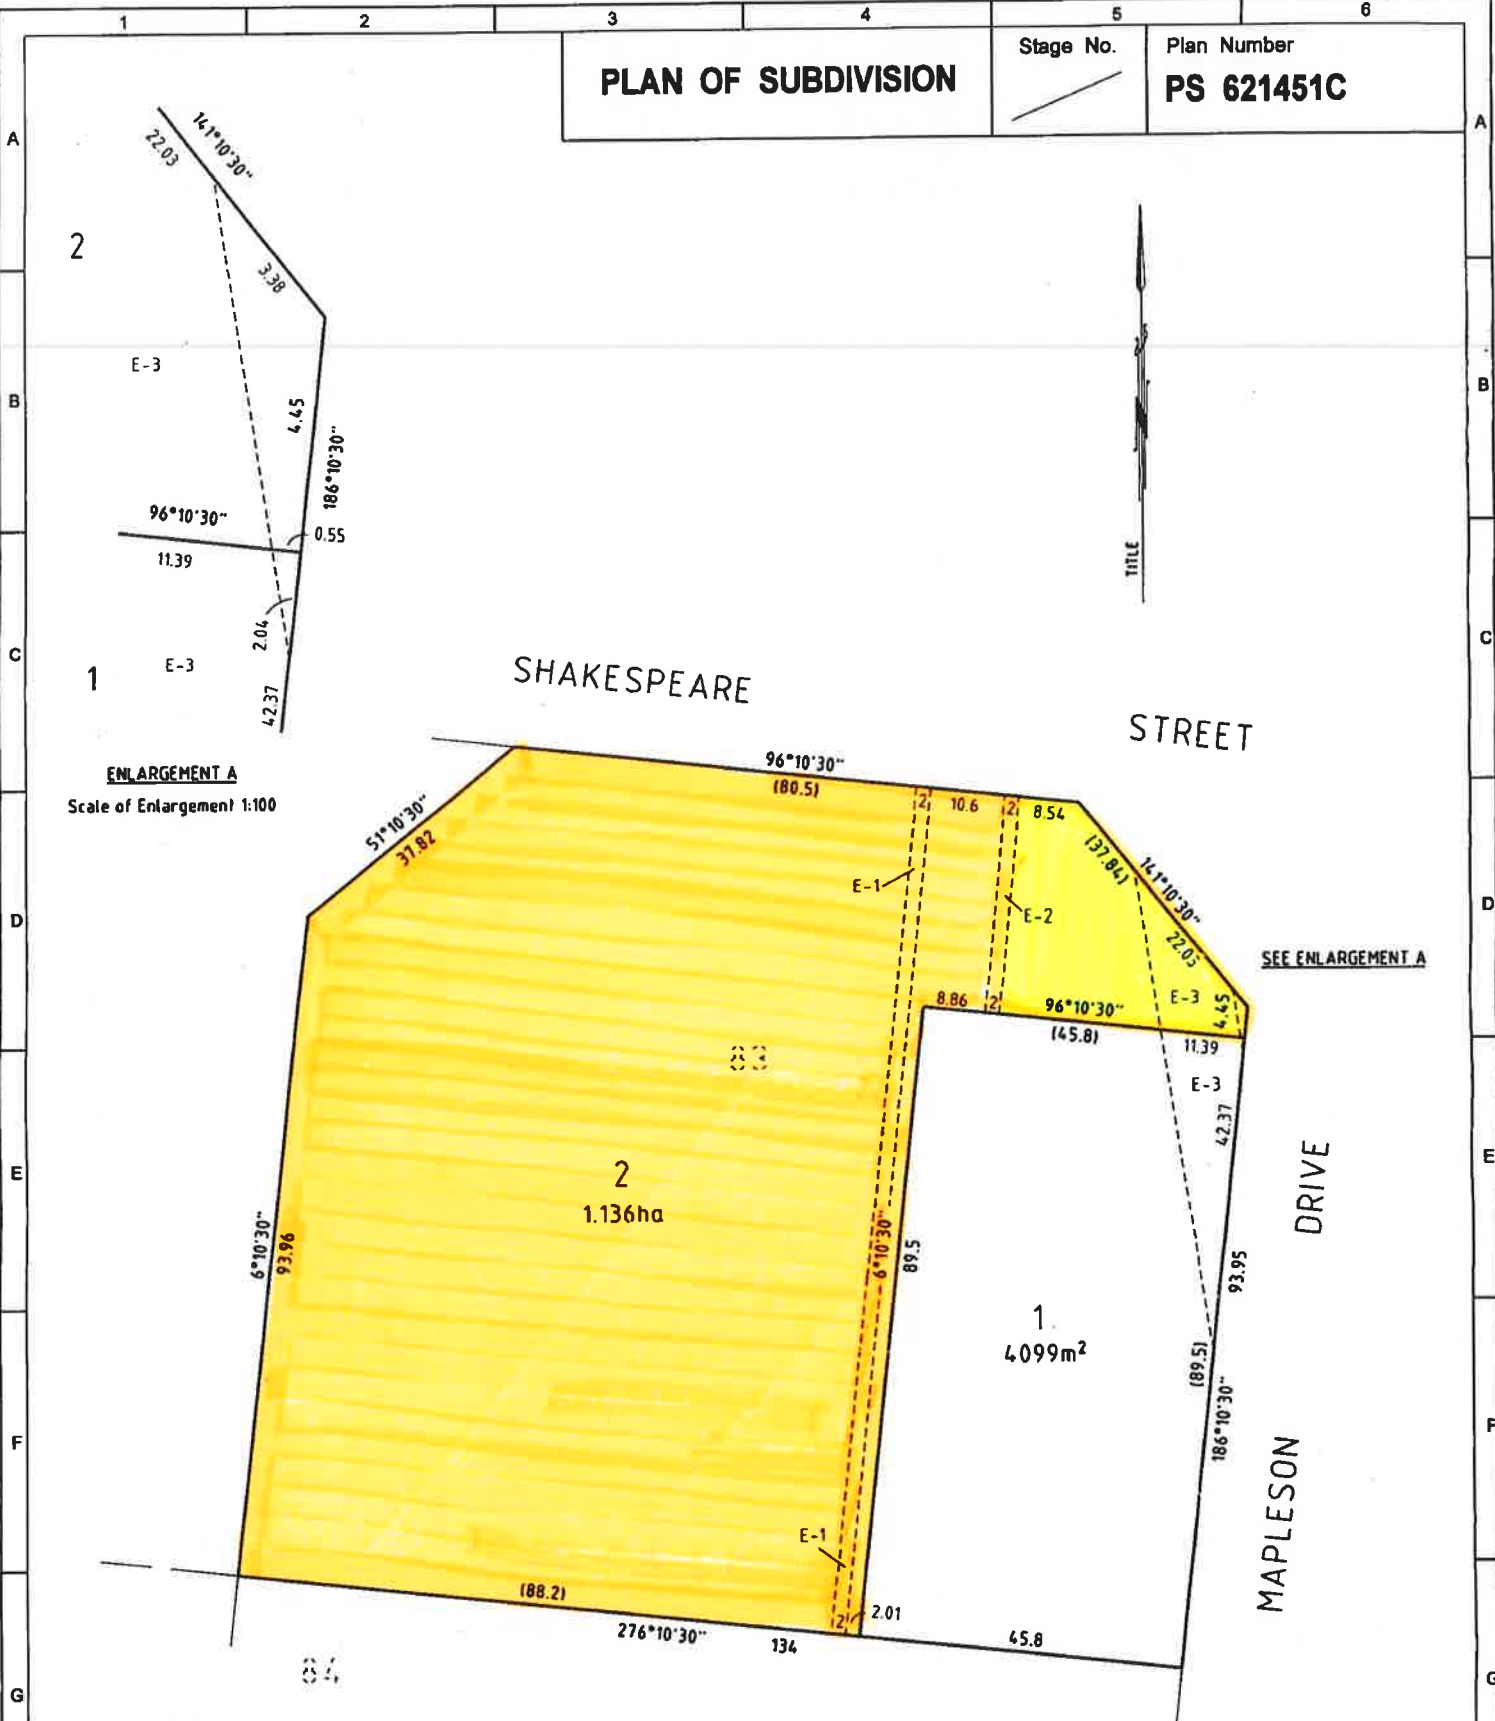 1 2 3 4 5 6
PLAN OF SUBDIVISION
Stage No.
Plan Number
PS 621451C
A
A
141°10'30"
22.03
2
3.38
E-3
B
B
4.45
186°10'30"
96°10'30"
0.55
11.39
TITLE
C
C
2.04
1
E-3
42.37
ENLARGEMENT A
Scale of Enlargement 1:100
SHAKESPEARE STREET
96°10'30"
(80.5)
2
10.6
2
8.54
51°10'30"
37.82
(37.84)
141°10'30"
E-1
E-2
D
D
22.03
SEE ENLARGEMENT A
8.86
2
96°10'30"
E-3
4.45
(45.8)
11.39
83
E-3
42.37
E
E
2
1.136ha
6°10'30"
93.96
6°10'30"
89.5
93.95
DRIVE
1
4099m²
(89.5)
186°10'30"
F
F
MAPLESON
E-1
(88.2)
2
2.01
276°10'30"
134
45.8
84
G
G